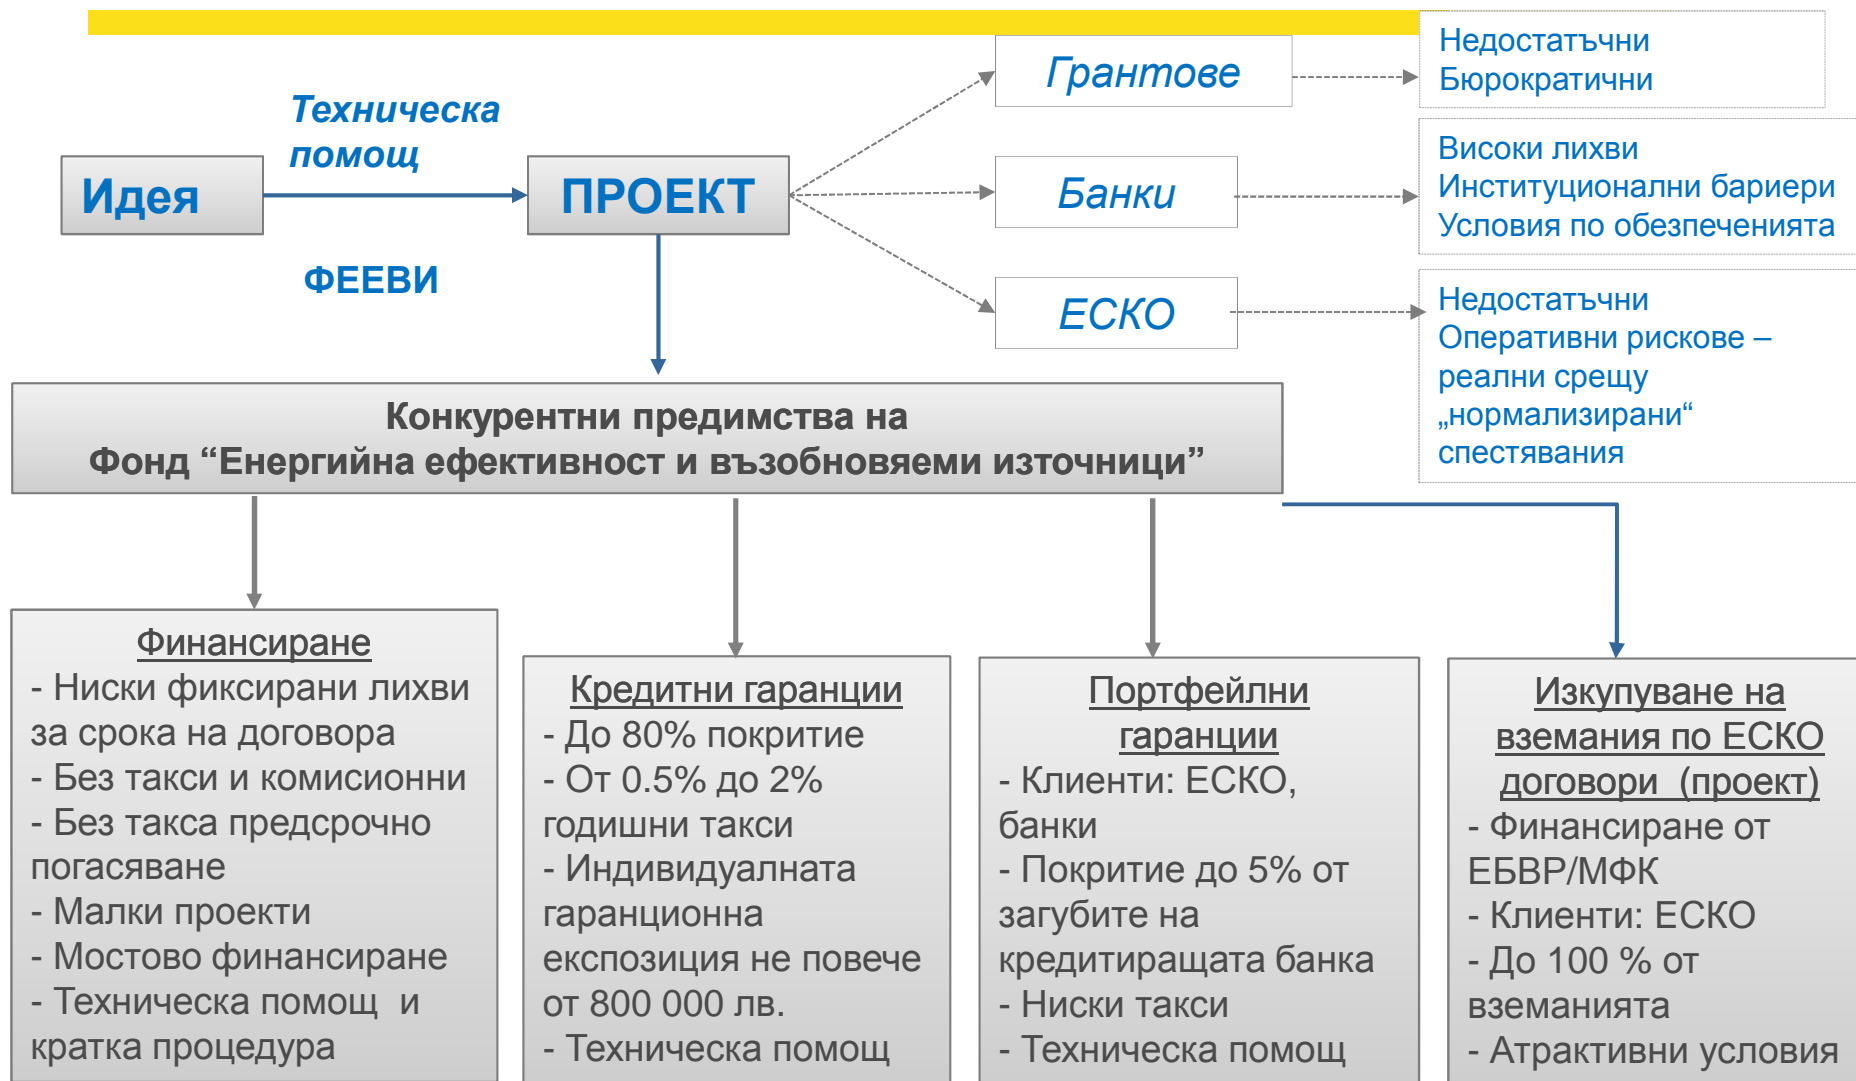 Техническа
помощ
Идея
ПРОЕКТ
ФЕЕВИ
Грантове
Недостатъчни
Бюрократични
Банки
Високи лихви
Институционални бариери
Условия по обезпеченията
ЕСКО
Недостатъчни
Оперативни рискове –
реални срещу
„нормализирани“
спестявания
Конкурентни предимства на
Фонд “Енергийна ефективност и възобновяеми източници”
Финансиране
- Ниски фиксирани лихви
за срока на договора
- Без такси и комисионни
- Без такса предсрочно
погасяване
- Малки проекти
- Мостово финансиране
- Техническа помощ и
кратка процедура
Кредитни гаранции
- До 80% покритие
- От 0.5% до 2%
годишни такси
- Индивидуалната
гаранционна
експозиция не повече
от 800 000 лв.
- Техническа помощ
Портфейлни
гаранции
- Клиенти: ЕСКО,
банки
- Покритие до 5% от
загубите на
кредитиращата банка
- Ниски такси
- Техническа помощ
Изкупуване на
вземания по ЕСКО
договори (проект)
- Финансиране от
ЕБВР/МФК
- Клиенти: ЕСКО
- До 100 % от
вземанията
- Атрактивни условия